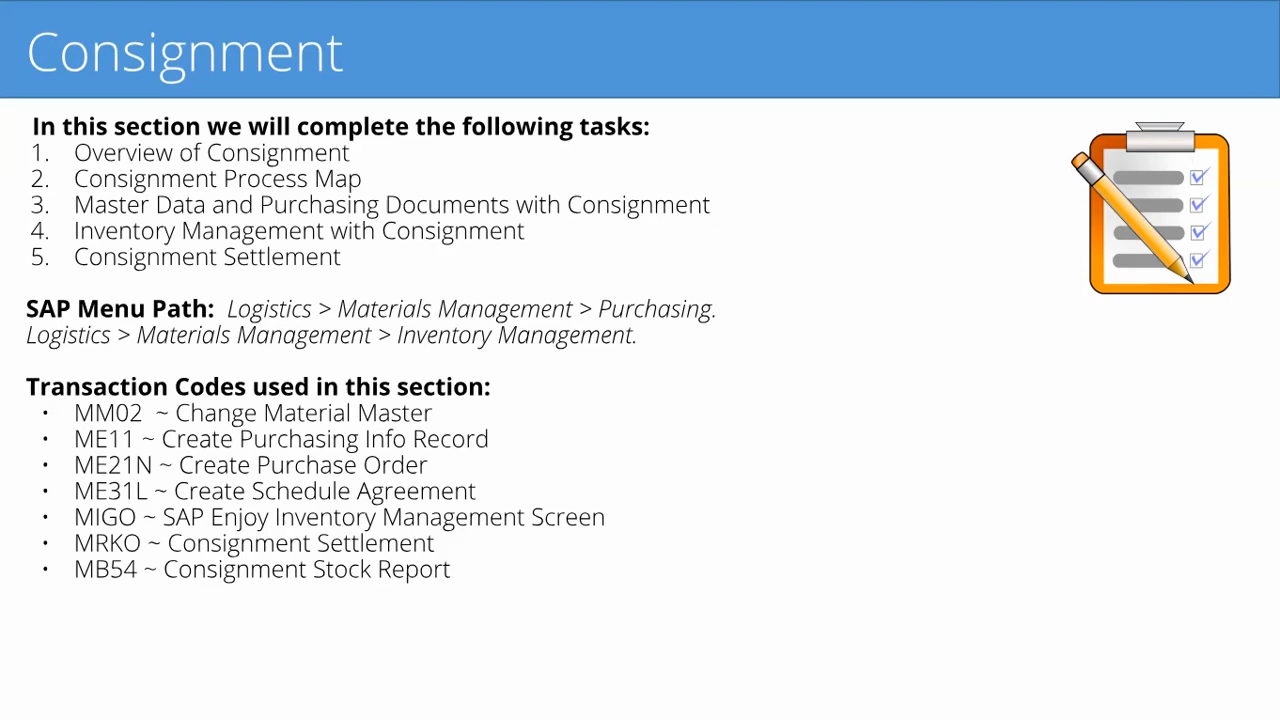 Consignment
In this section we will complete the following tasks:
1. Overview of Consignment
2. Consignment Process Map
3. Master Data and Purchasing Documents with Consignment
4. Inventory Management with Consignment
5. Consignment Settlement
SAP Menu Path: Logistics > Materials Management > Purchasing.
Logistics > Materials Management > Inventory Management.
Transaction Codes used in this section:
• MM02 ~ Change Material Master
• ME11 ~ Create Purchasing Info Record
• ME21N ~ Create Purchase Order
• ME31L ~ Create Schedule Agreement
• MIGO ~ SAP Enjoy Inventory Management Screen
• MRKO ~ Consignment Settlement
• MB54 ~ Consignment Stock Report